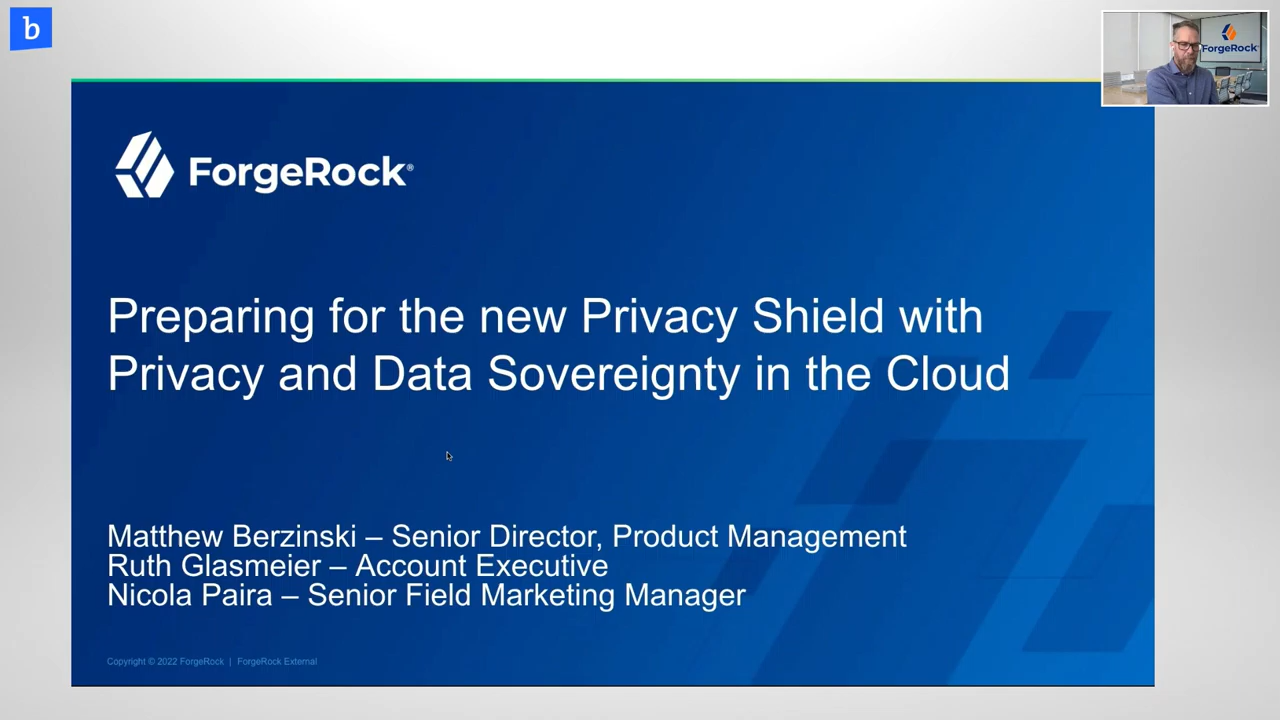 b
ForgeRock
ForgeRock®
Preparing for the new Privacy Shield with
Privacy and Data Sovereignty in the Cloud
Matthew Berzinski – Senior Director, Product Management
Ruth Glasmeier – Account Executive
Nicola Paira – Senior Field Marketing Manager
Copyright © 2022 ForgeRock | ForgeRock External